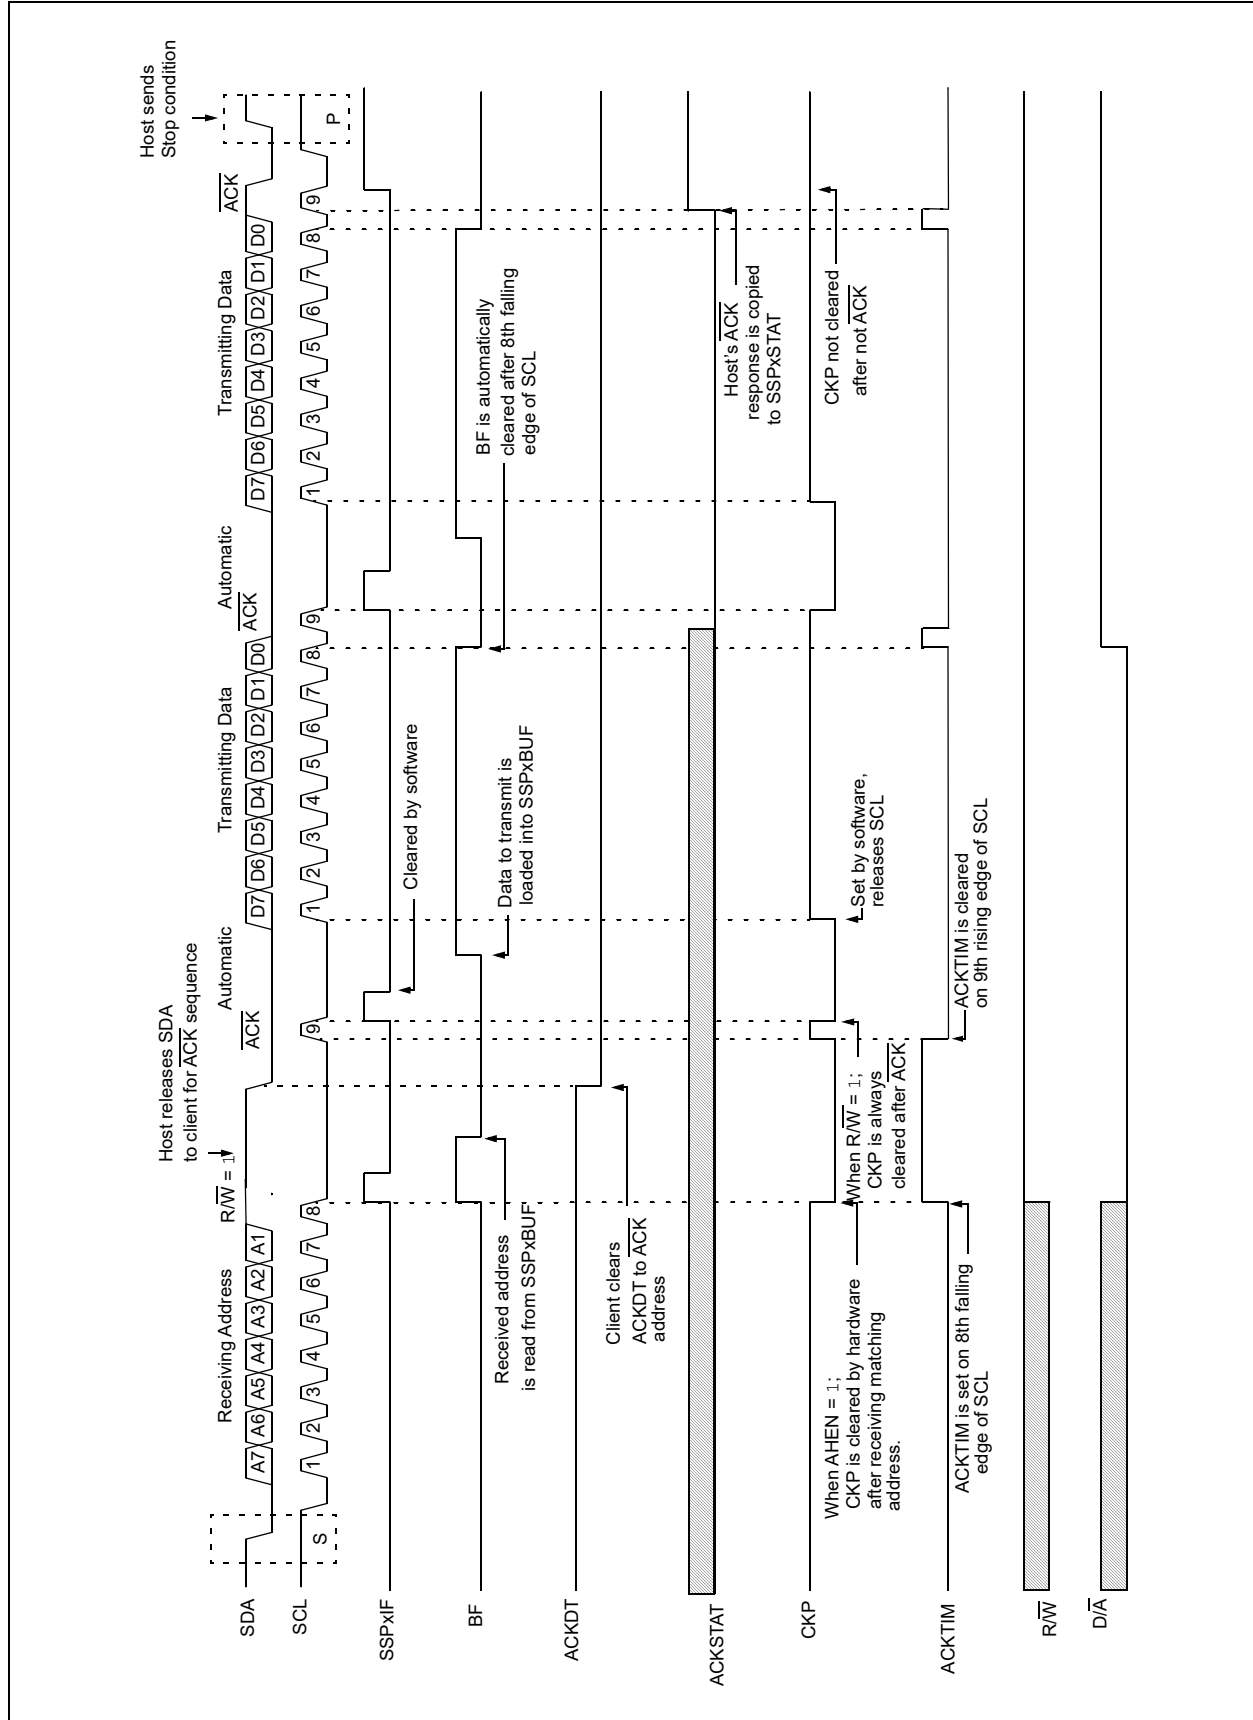 Host sends
Stop condition
Host releases SDA
to client for ACK sequence
Receiving Address
R/W = 1
ACK
Automatic
Transmitting Data
ACK
Automatic
Transmitting Data
ACK
SDA
A7 A6 A5 A4 A3 A2 A1
D7 D6 D5 D4 D3 D2 D1 D0
D7 D6 D5 D4 D3 D2 D1 D0
SCL
S
1 2 3 4 5 6 7 8 9
1 2 3 4 5 6 7 8 9
1 2 3 4 5 6 7 8 9
P
SSPxIF
Cleared by software
BF
Received address
is read from SSPxBUF
Data to transmit is
loaded into SSPxBUF
BF is automatically
cleared after 8th falling
edge of SCL
ACKDT
Client clears
ACKDT to ACK
address
ACKSTAT
Host's ACK
response is copied
to SSPxSTAT
CKP
When AHEN = 1;
CKP is cleared by hardware
after receiving matching
address.
When R/W = 1;
CKP is always
cleared after ACK
Set by software,
releases SCL
CKP not cleared
after not ACK
ACKTIM
ACKTIM is set on 8th falling
edge of SCL
ACKTIM is cleared
on 9th rising edge of SCL
R/W
D/A